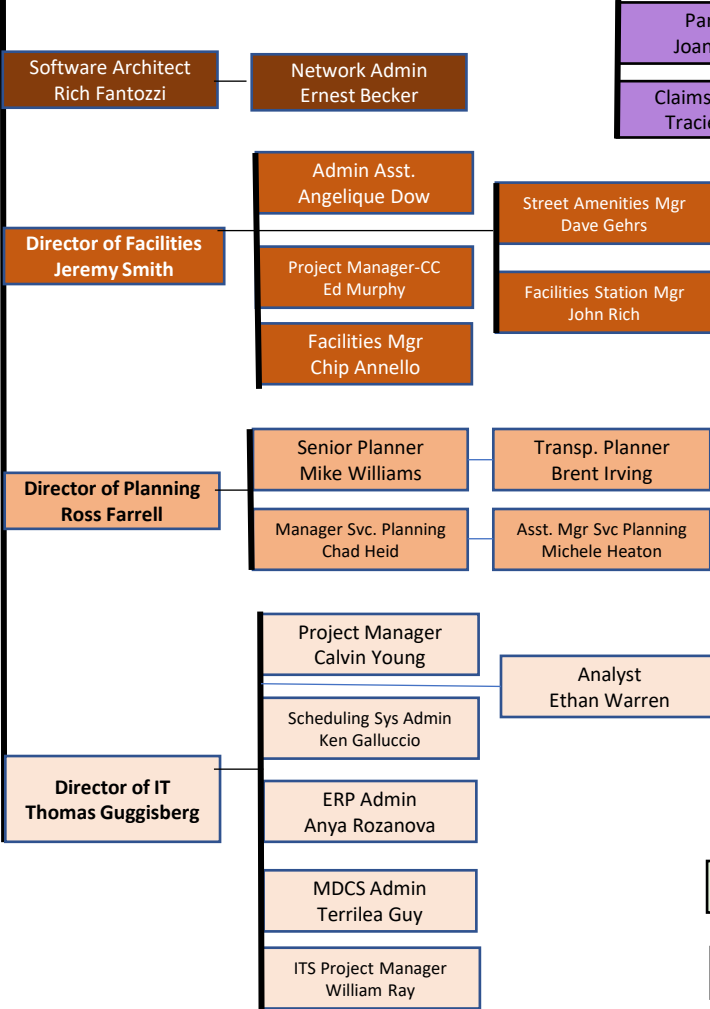 Software Architect
Rich Fantozzi
Network Admin
Ernest Becker
Claims
Director of Facilities
Jeremy Smith
Admin Asst.
Angelique Dow
Project Manager-CC
Ed Murphy
Facilities Mgr
Chip Annello
Street Amenities Mgr
Dave Gehrs
Facilities Station Mgr
John Rich
Director of Planning
Ross Farrell
Senior Planner
Mike Williams
Transp. Planner
Brent Irving
Manager Svc. Planning
Chad Heid
Asst. Mgr Svc Planning
Michele Heaton
Director of IT
Thomas Guggisberg
Project Manager
Calvin Young
Analyst
Ethan Warren
Scheduling Sys Admin
Ken Galluccio
ERP Admin
Anya Rozanova
MDCS Admin
Terrilea Guy
ITS Project Manager
William Ray